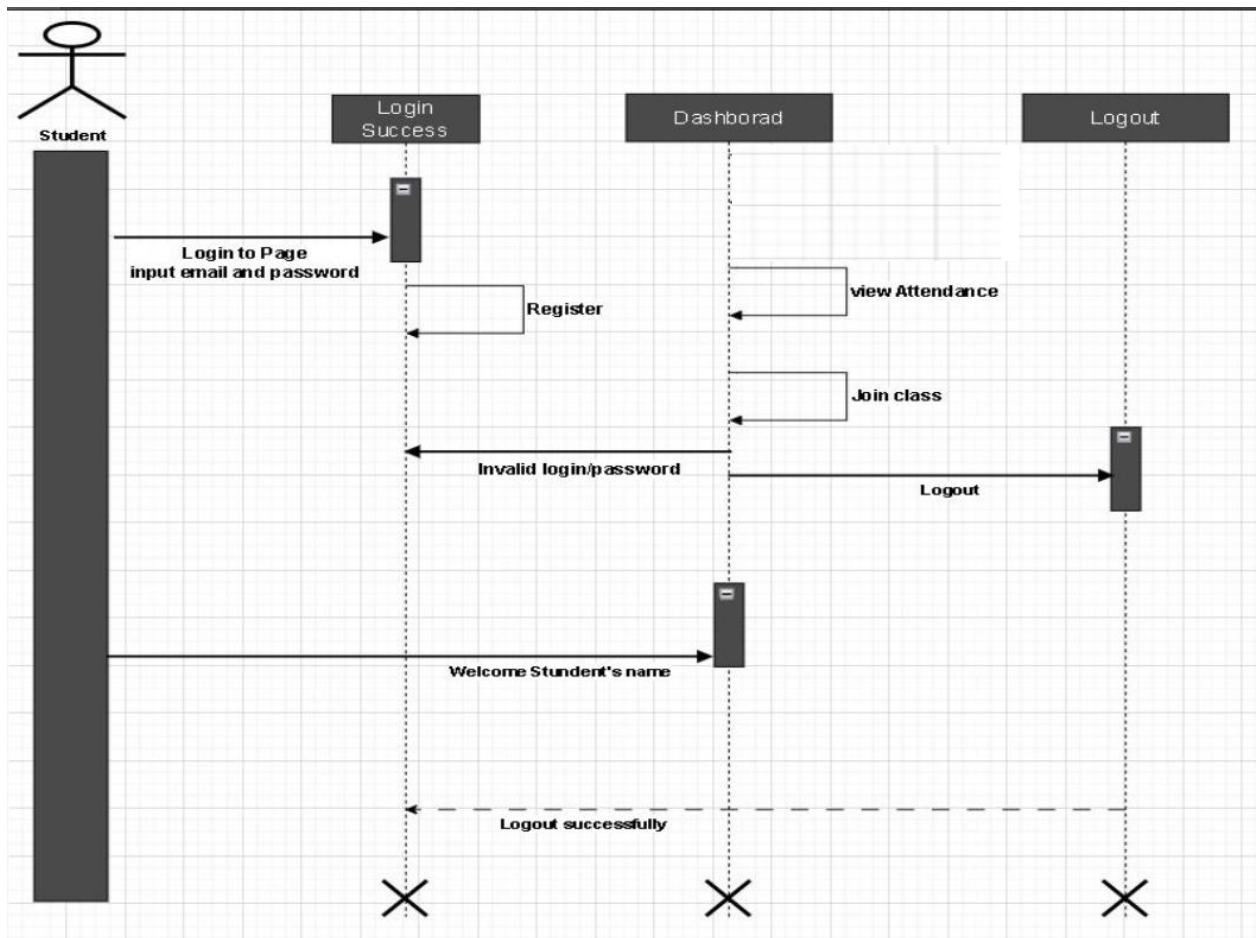 Student
Login
Success
Dashborad
Logout
Login to Page
input email and password
Register
view Attendance
Join class
Invalid login/password
Logout
Welcome Stundent's name
Logout successfully